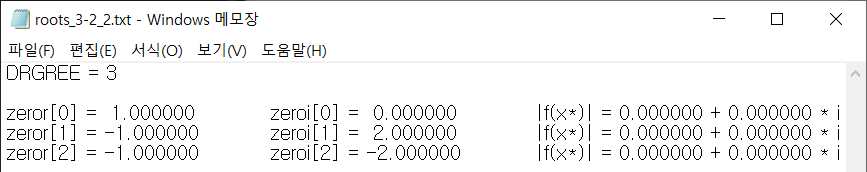 roots_3-2_2.txt - Windows 메모장
파일(F) 편집(E) 서식(O) 보기(V) 도움말(H)
DRGREE = 3
zeror[0] = 1.000000 zeroi[0] = 0.000000 |f(x*)| = 0.000000 + 0.000000 * i
zeror[1] = -1.000000 zeroi[1] = 2.000000 |f(x*)| = 0.000000 + 0.000000 * i
zeror[2] = -1.000000 zeroi[2] = -2.000000 |f(x*)| = 0.000000 + 0.000000 * i